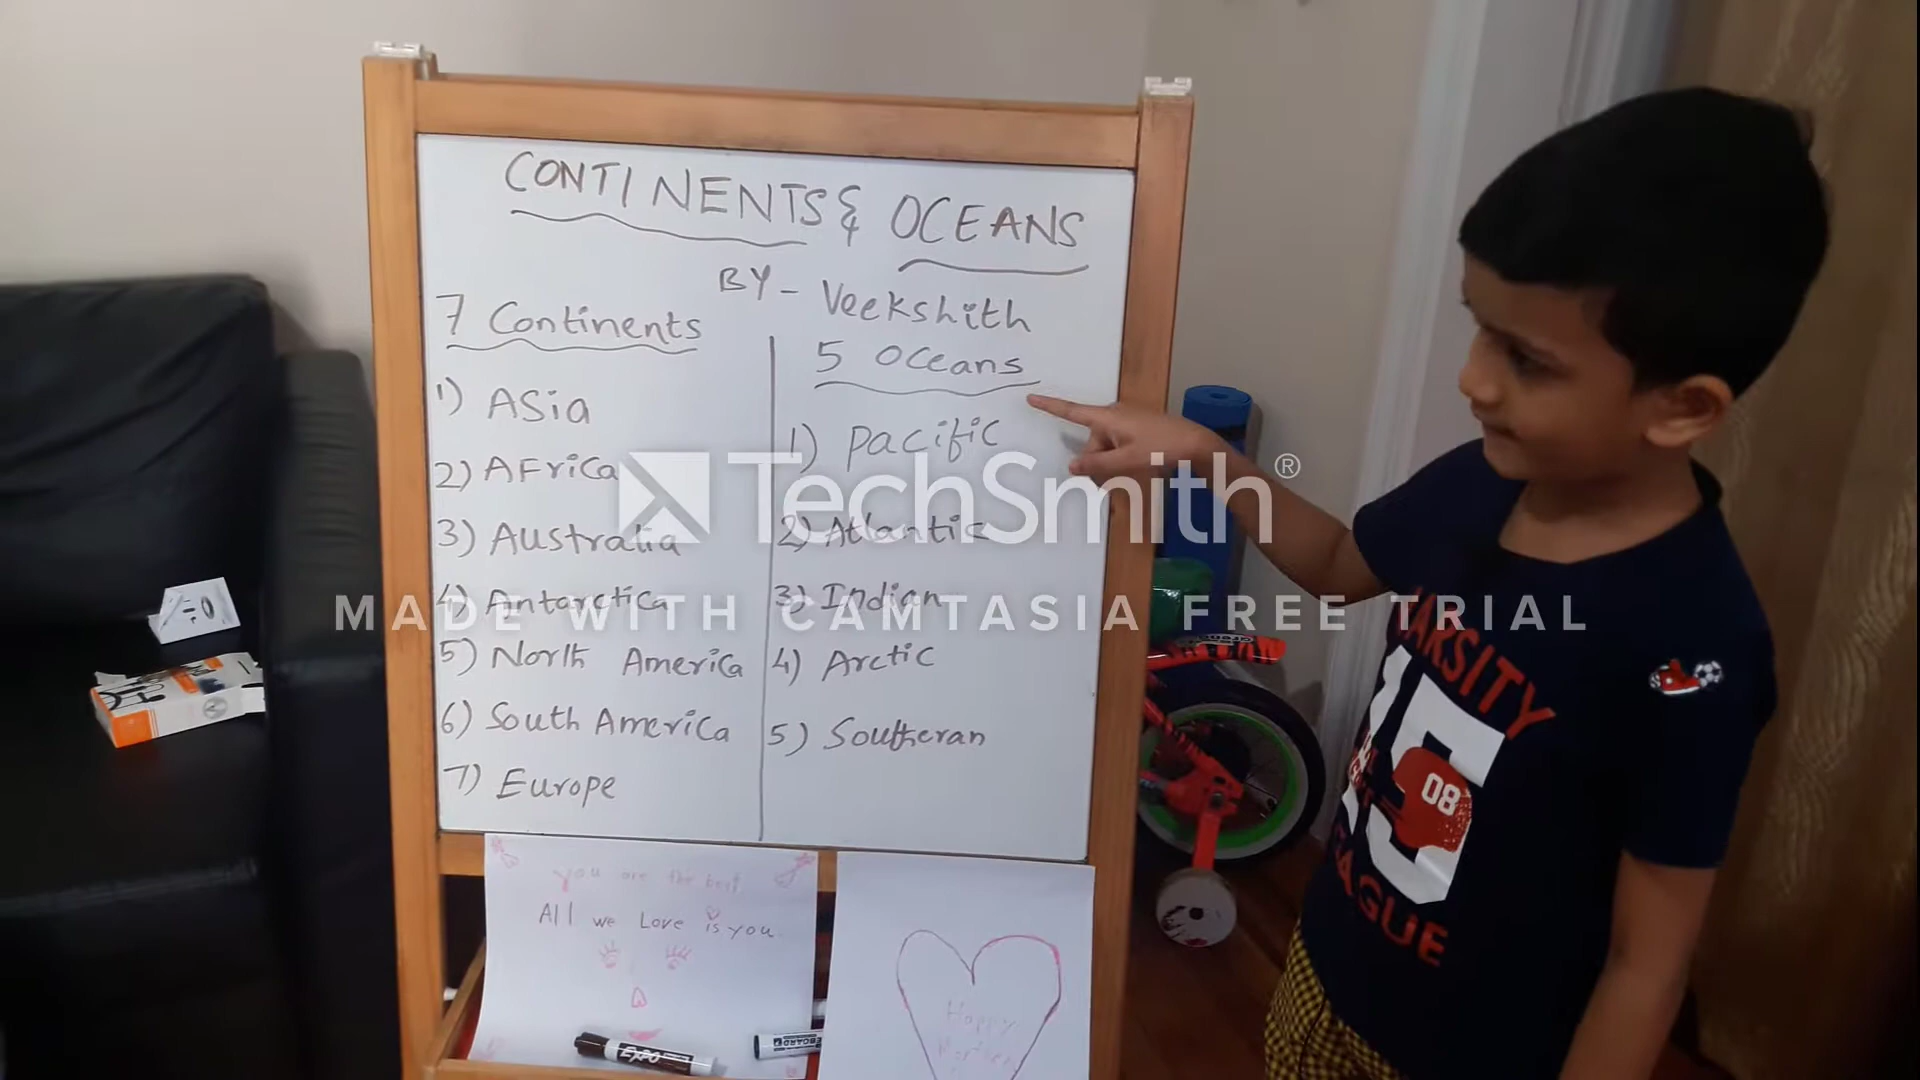 CONTINENTS & OCEANS
BY - Veekshith
7 Continents
1) ASia
2) AFrica
3) Australia
4) Antarctica
5) North America
6) South America
7) Europe
5 Oceans
1) pacific
2) Atlantic
3) Indian
4) Arctic
5) Southeran
TechSmith®
MADE WITH CAMTASIA FREE TRIAL
you are the best
All we Love is you
Happy
EXPO
VARSITY
15
08
LEAGUE